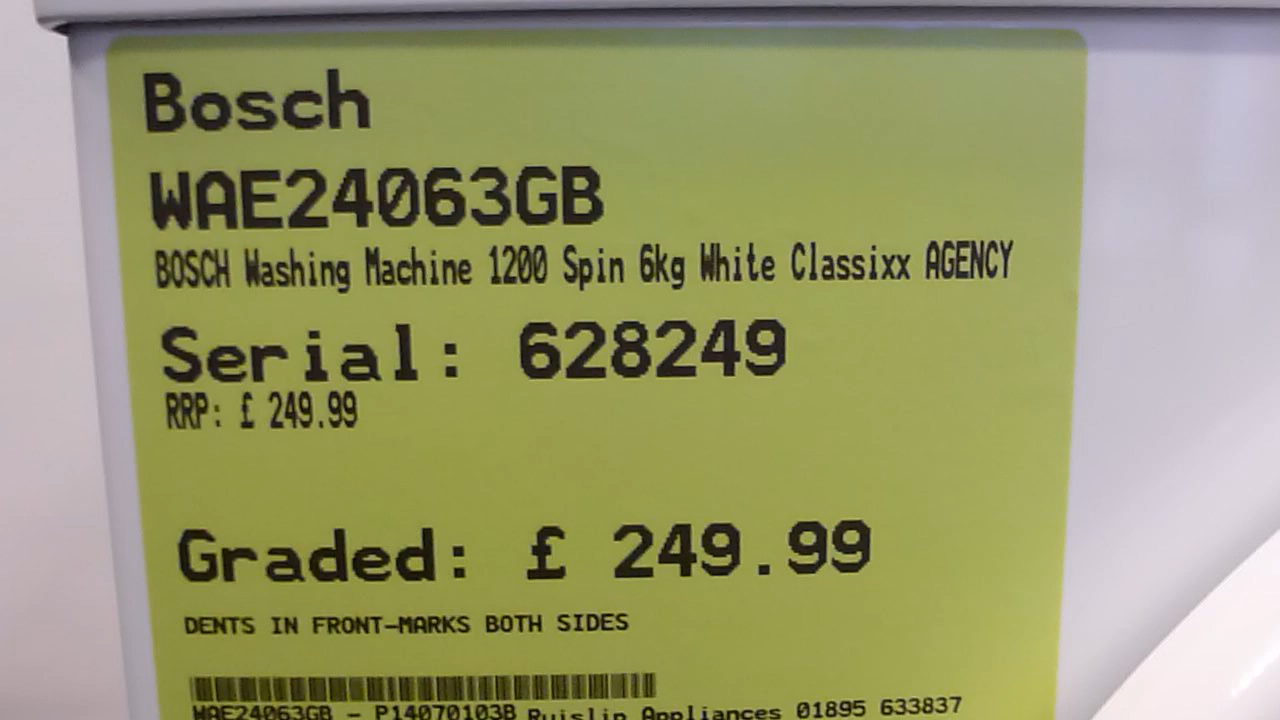 Bosch
WAE24063GB
BOSCH Washing Machine 1200 Spin 6kg White Classixx AGENCY
Serial: 628249
RRP: £ 249.99
Graded: £ 249.99
DENTS IN FRONT-MARKS BOTH SIDES
WAE24063GB - P14070103B Ruislip Appliances 01895 633837